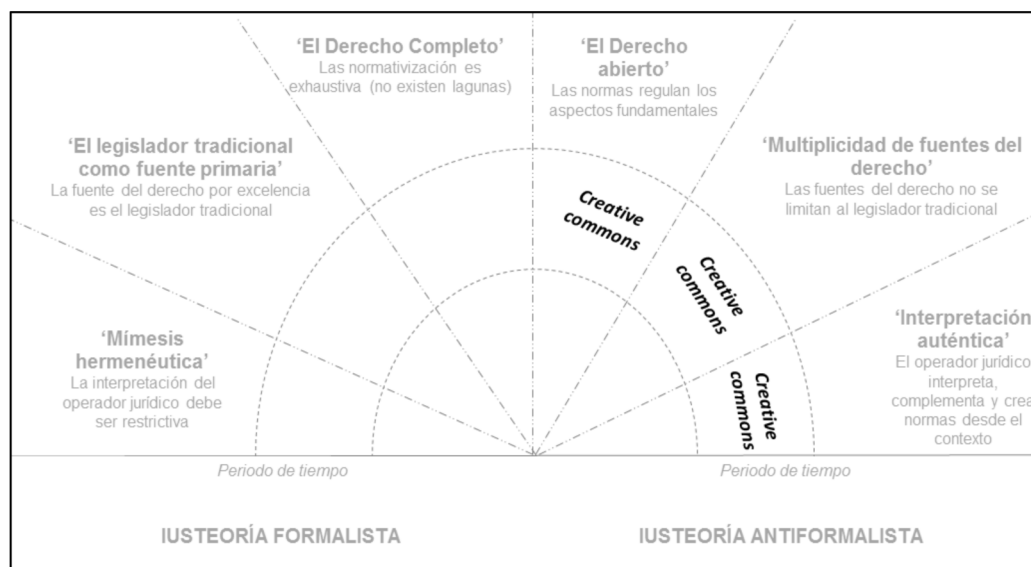 ‘El Derecho Completo’
Las normativización es
exhaustiva (no existen lagunas)
‘El Derecho
abierto’
Las normas regulan los
aspectos fundamentales
‘El legislador tradicional
como fuente primaria’
La fuente del derecho por excelencia
es el legislador tradicional
‘Multiplicidad de fuentes del
derecho’
Las fuentes del derecho no se
limitan al legislador tradicional
Creative
commons
Creative
commons
Creative
commons
‘Mímesis
hermenéutica’
La interpretación del
operador jurídico debe
ser restrictiva
‘Interpretación
auténtica’
El operador jurídico
interpreta,
complementa y crea
normas desde el
contexto
Periodo de tiempo
Periodo de tiempo
IUSTEORÍA FORMALISTA
IUSTEORÍA ANTIFORMALISTA